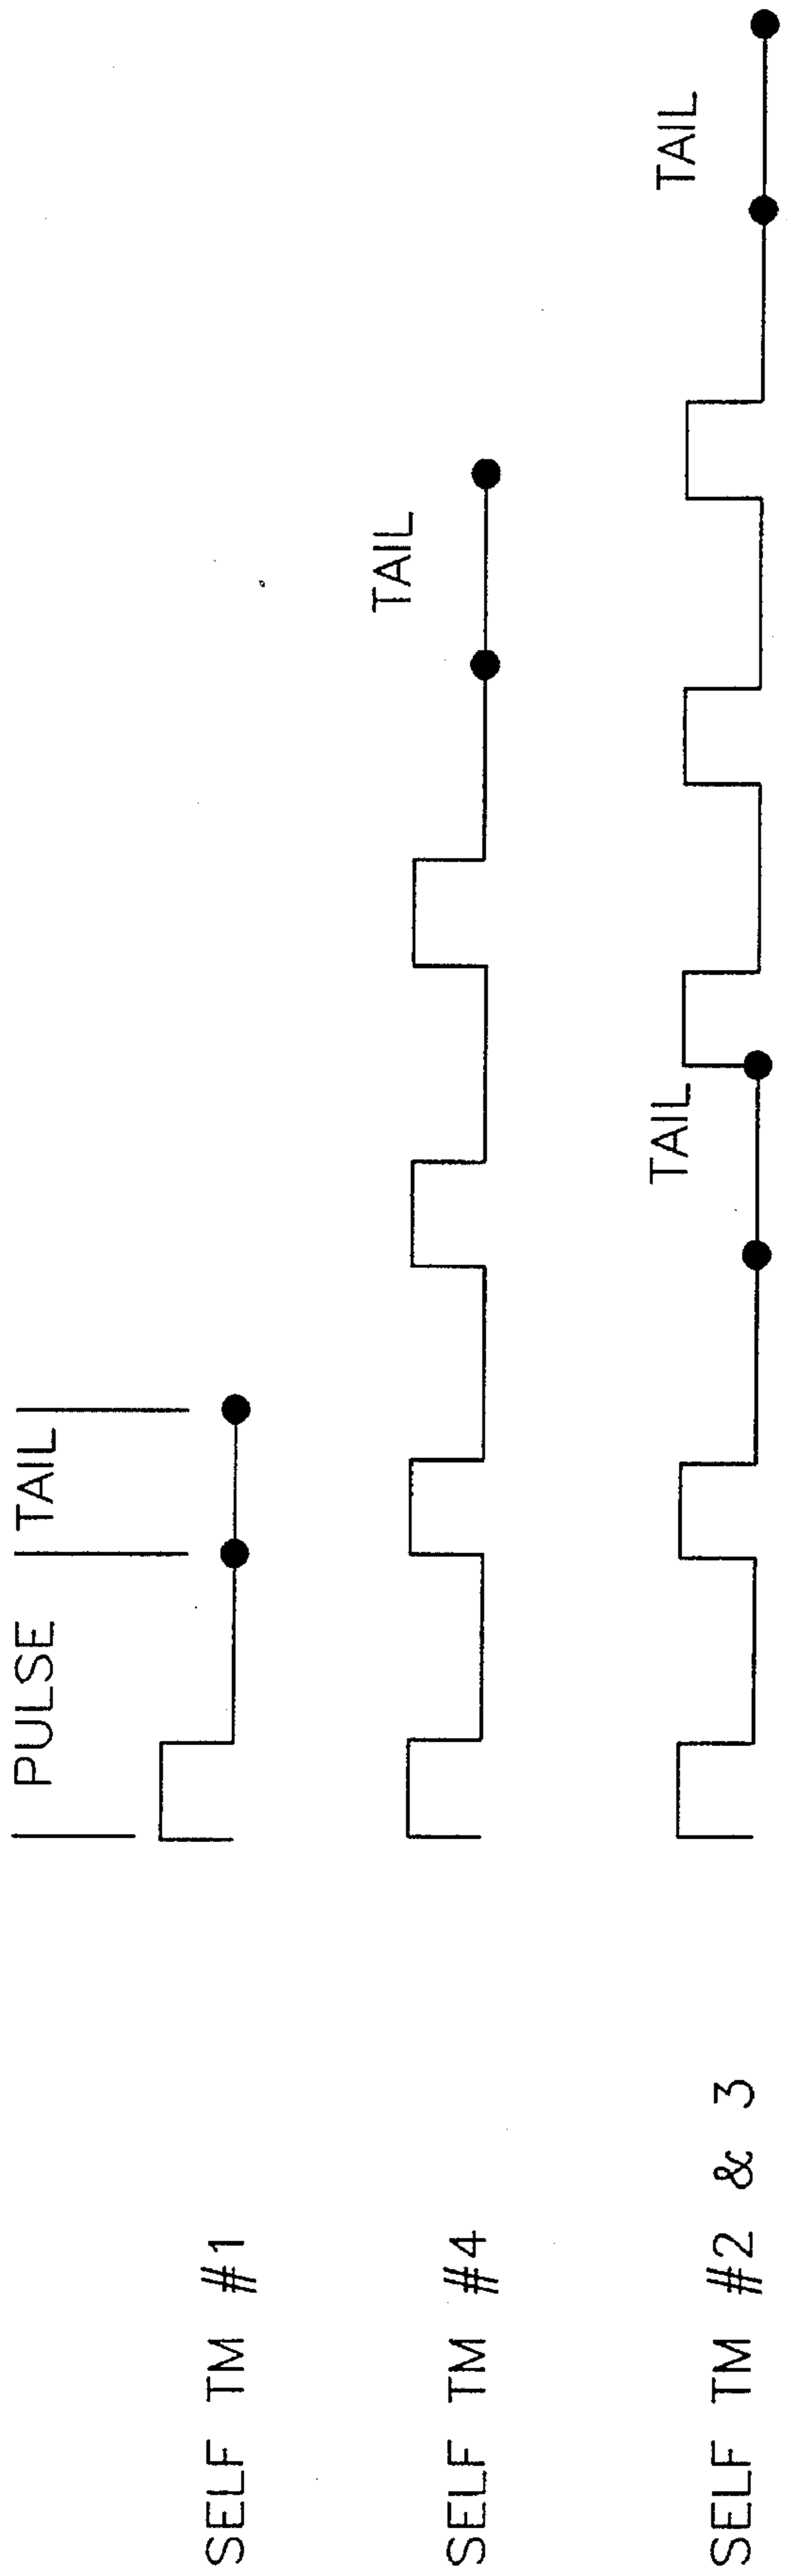 PULSE TAIL
SELF TM #1
SELF TM #4
TAIL
SELF TM #2 & 3
TAIL
TAIL